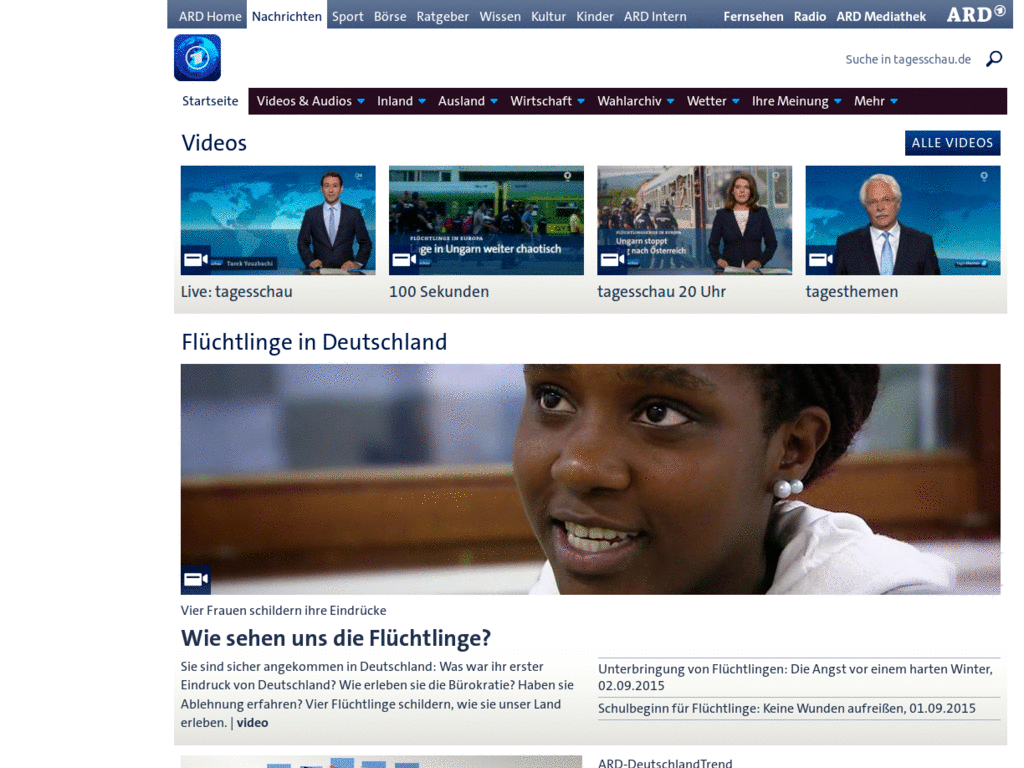 ARD Home Nachrichten Sport Börse Ratgeber Wissen Kultur Kinder ARD Intern Fernsehen Radio ARD Mediathek ARD
Suche in tagesschau.de
Startseite Videos & Audios Inland Ausland Wirtschaft Wahlarchiv Wetter Ihre Meinung Mehr
Videos
ALLE VIDEOS
Tarek Youzbachi
FLÜCHTLINGE IN EUROPA
ge in Ungarn weiter chaotisch
FLÜCHTLINGSKRISE IN EUROPA
Ungarn stoppt
nach Österreich
Live: tagesschau
100 Sekunden
tagesschau 20 Uhr
tagesthemen
Flüchtlinge in Deutschland
Vier Frauen schildern ihre Eindrücke
Wie sehen uns die Flüchtlinge?
Sie sind sicher angekommen in Deutschland: Was war ihr erster
Eindruck von Deutschland? Wie erleben sie die Bürokratie? Haben sie
Ablehnung erfahren? Vier Flüchtlinge schildern, wie sie unser Land
erleben. | video
Unterbringung von Flüchtlingen: Die Angst vor einem harten Winter,
02.09.2015
Schulbeginn für Flüchtlinge: Keine Wunden aufreißen, 01.09.2015
ARD-DeutschlandTrend